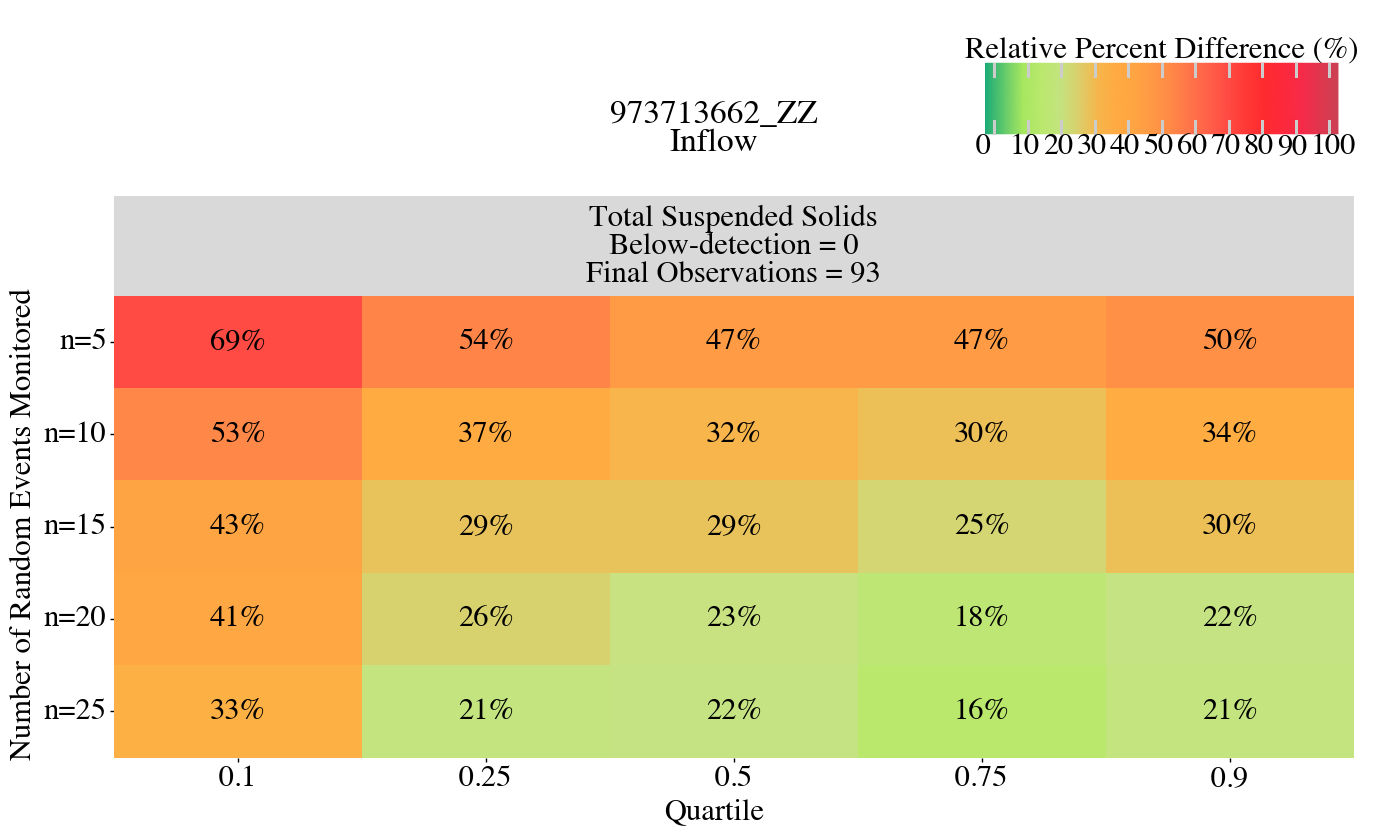 Relative Percent Difference (%)
0 10 20 30 40 50 60 70 80 90 100
973713662_ZZ
Inflow
Total Suspended Solids
Below-detection = 0
Final Observations = 93
Number of Random Events Monitored
n=5 69% 54% 47% 47% 50%
n=10 53% 37% 32% 30% 34%
n=15 43% 29% 29% 25% 30%
n=20 41% 26% 23% 18% 22%
n=25 33% 21% 22% 16% 21%
0.1 0.25 0.5 0.75 0.9
Quartile